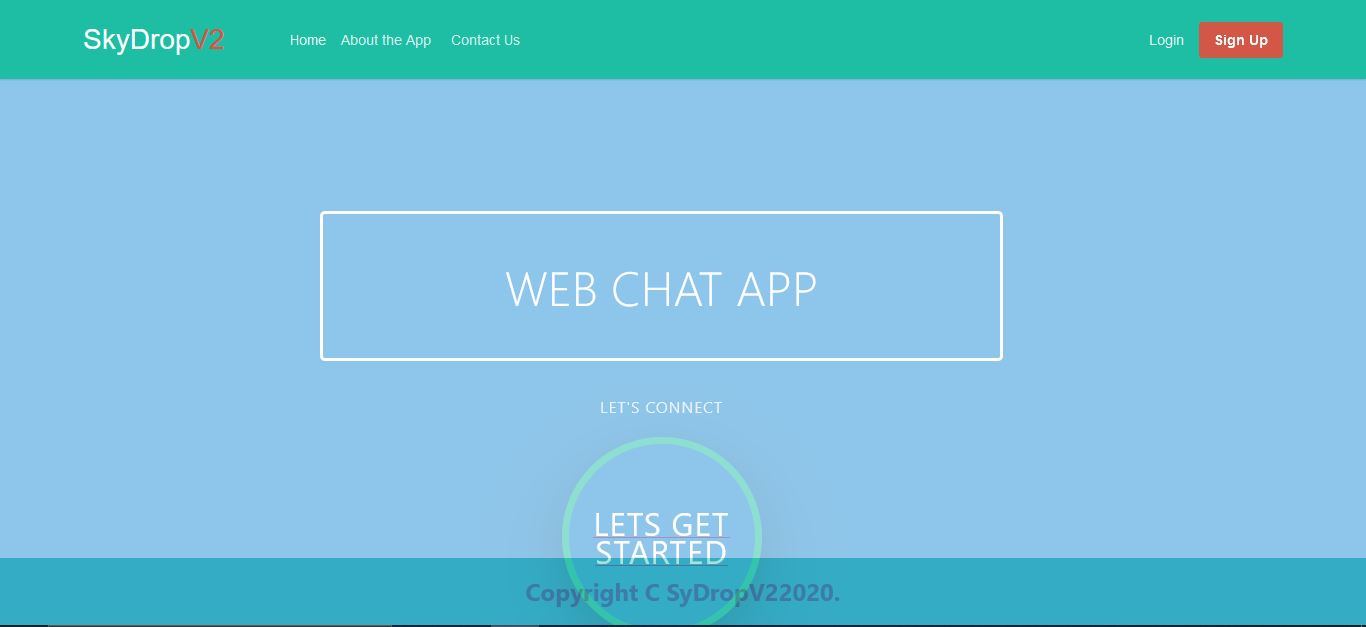 SkyDropV2 Home About the App Contact Us Login Sign Up
WEB CHAT APP
LET'S CONNECT
LETS GET
STARTED
Copyright C SyDropV22020.